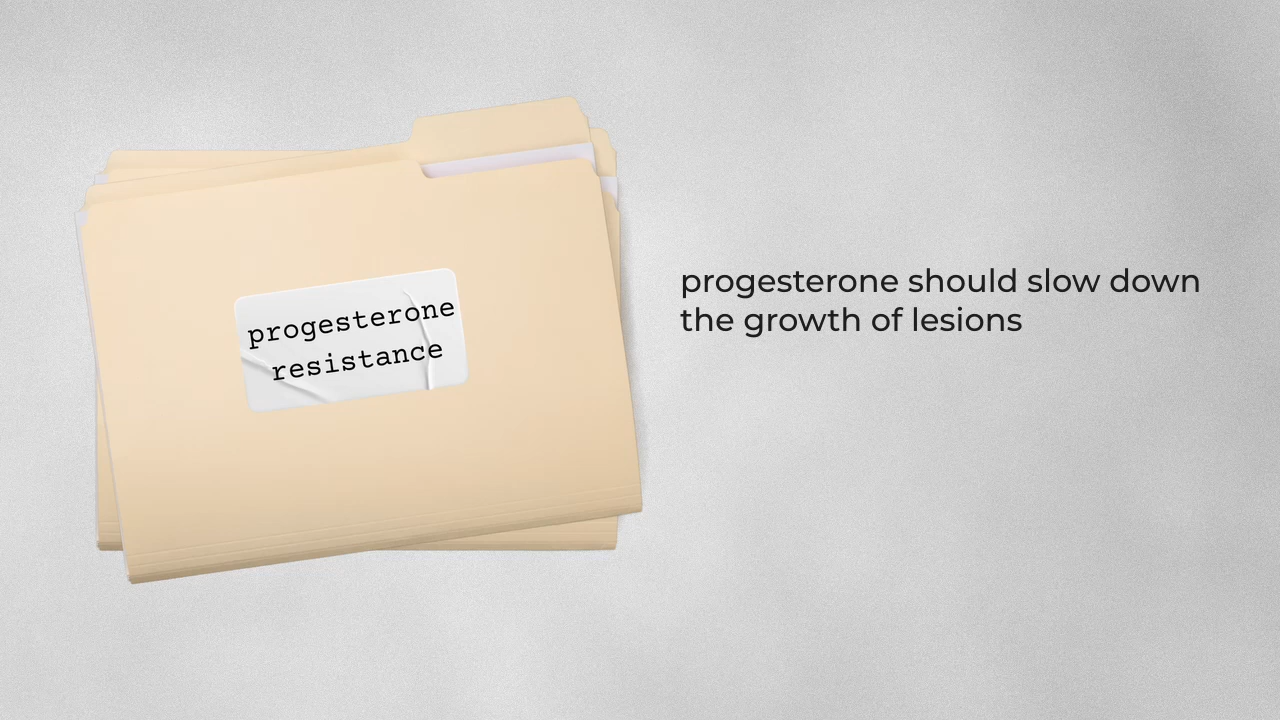 progesterone
resistance
progesterone should slow down
the growth of lesions